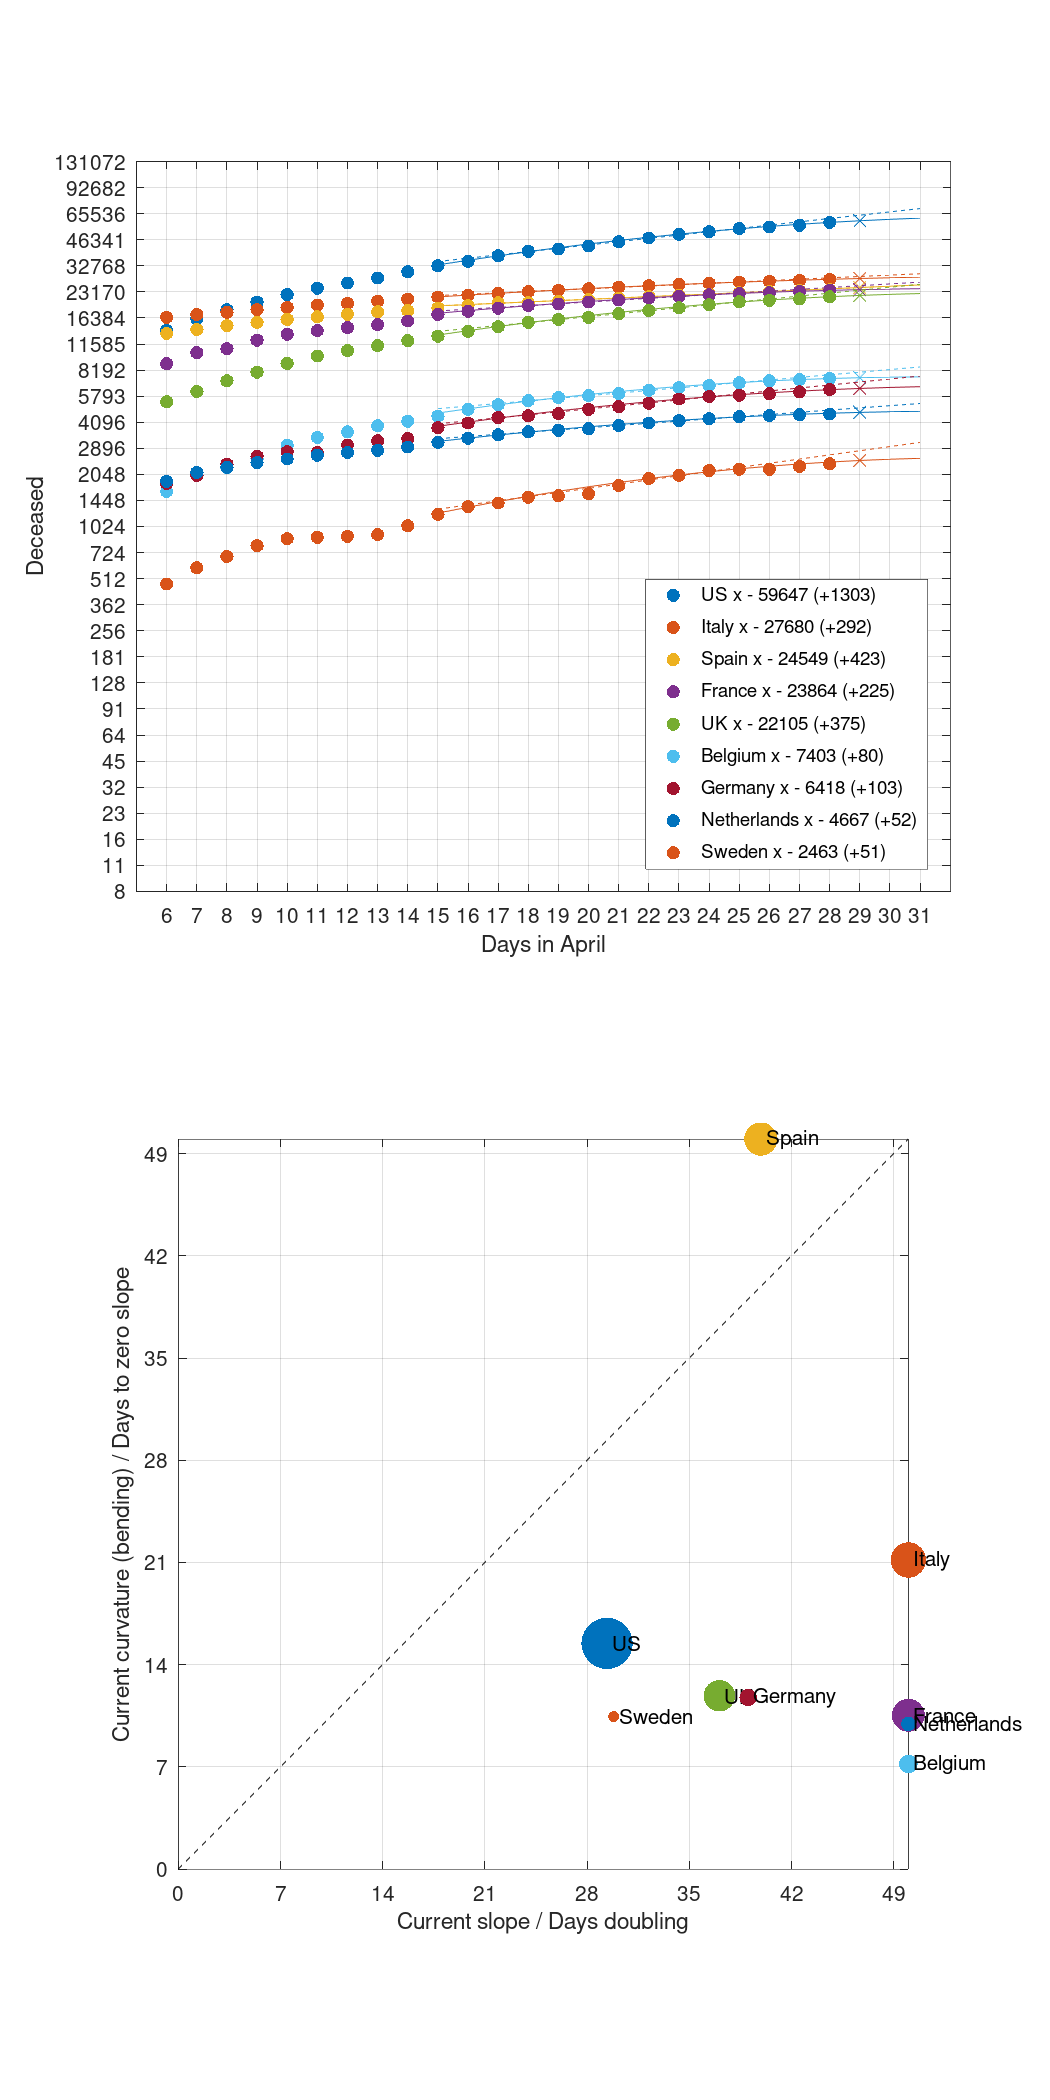 131072
92682
65536
46341
32768
23170
16384
11585
8192
5793
4096
2896
2048
1448
1024
724
512
362
256
181
128
91
64
45
32
23
16
11
8
Deceased
US x - 59647 (+1303)
Italy x - 27680 (+292)
Spain x - 24549 (+423)
France x - 23864 (+225)
UK x - 22105 (+375)
Belgium x - 7403 (+80)
Germany x - 6418 (+103)
Netherlands x - 4667 (+52)
Sweden x - 2463 (+51)
6 7 8 9 10 11 12 13 14 15 16 17 18 19 20 21 22 23 24 25 26 27 28 29 30 31
Days in April
49
42
35
28
21
14
7
0
Current curvature (bending) / Days to zero slope
Spain
Italy
US
UK
Germany
Sweden
France
Netherlands
Belgium
0 7 14 21 28 35 42 49
Current slope / Days doubling